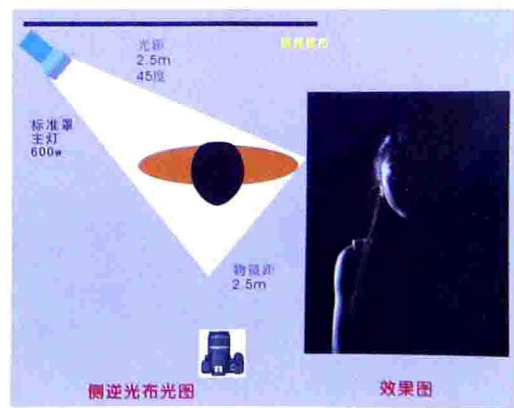 光距
2.5m
45度
标准罩
主灯
600w
物镜距
2.5m
侧逆光布光图
效果图